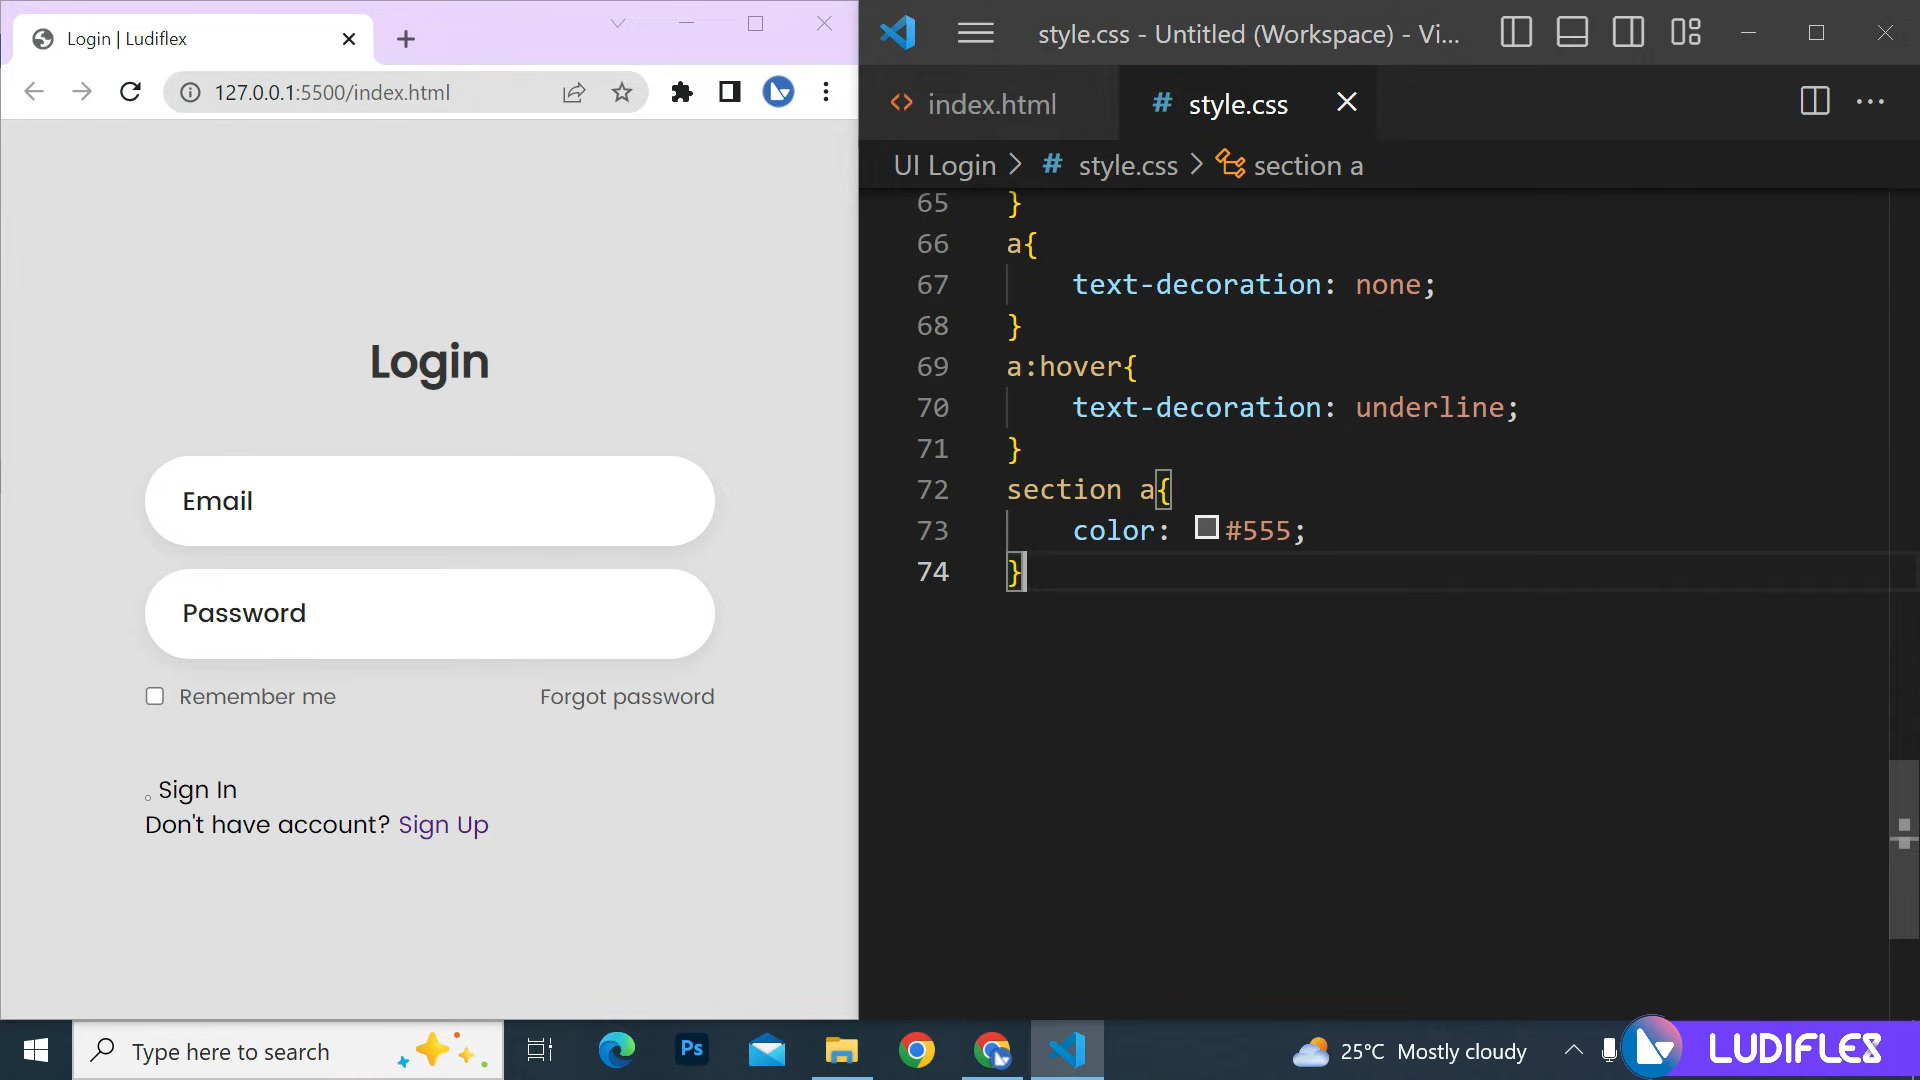 Login | Ludiflex
127.0.0.1:5500/index.html
Login
Email
Password
Remember me
Forgot password
Sign In
Don't have account? Sign Up
style.css - Untitled (Workspace) - Vi...
index.html
# style.css
UI Login > # style.css > section a
65 }
66 a{
67 text-decoration: none;
68 }
69 a:hover{
70 text-decoration: underline;
71 }
72 section a{
73 color: #555;
74 }
Type here to search
Ps
25°C Mostly cloudy
LUDIFLEX